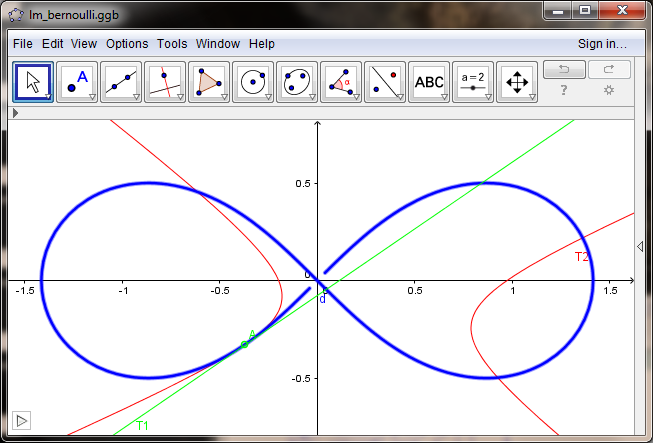 lm_bernoulli.ggb
File Edit View Options Tools Window Help Sign in...
A α ABC a = 2 ?
0.5
T2
0
-1.5 -1 -0.5 0.5 1 1.5
d
A
-0.5
T1